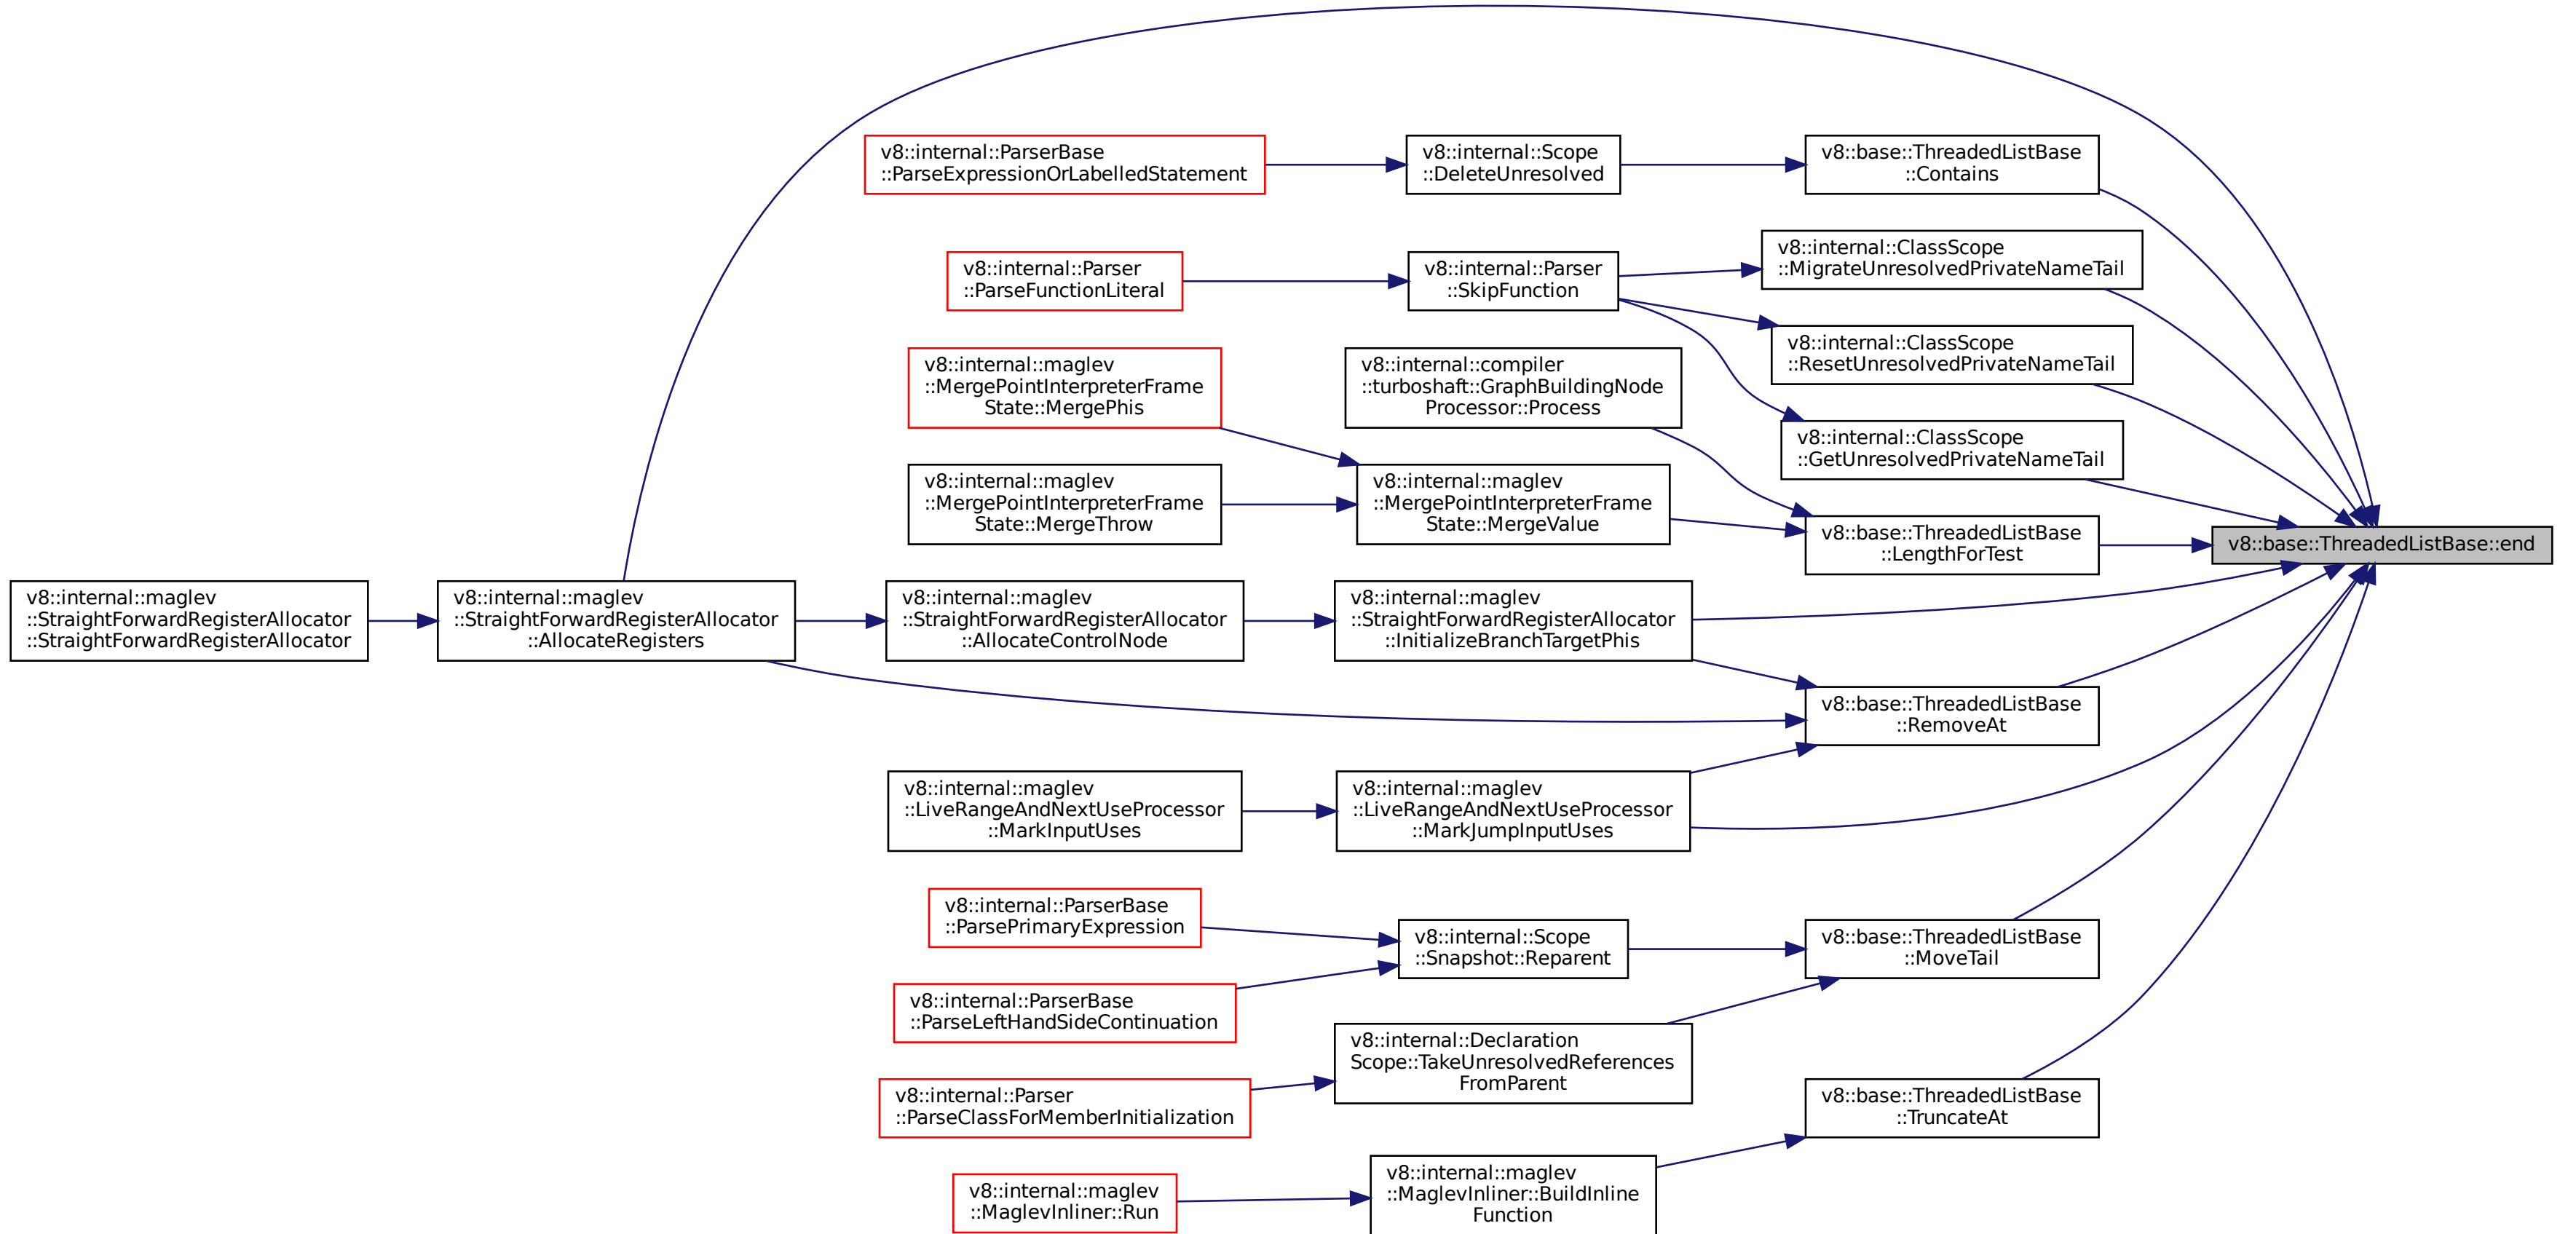 v8::internal::ParserBase
::ParseExpressionOrLabelledStatement
v8::internal::Scope
::DeleteUnresolved
v8::base::ThreadedListBase
::Contains
v8::internal::ClassScope
::MigrateUnresolvedPrivateNameTail
v8::internal::Parser
::ParseFunctionLiteral
v8::internal::Parser
::SkipFunction
v8::internal::ClassScope
::ResetUnresolvedPrivateNameTail
v8::internal::maglev
::MergePointInterpreterFrame
State::MergePhis
v8::internal::compiler
::turboshaft::GraphBuildingNode
Processor::Process
v8::internal::ClassScope
::GetUnresolvedPrivateNameTail
v8::internal::maglev
::MergePointInterpreterFrame
State::MergeThrow
v8::internal::maglev
::MergePointInterpreterFrame
State::MergeValue
v8::base::ThreadedListBase
::LengthForTest
v8::base::ThreadedListBase::end
v8::internal::maglev
::StraightForwardRegisterAllocator
::StraightForwardRegisterAllocator
v8::internal::maglev
::StraightForwardRegisterAllocator
::AllocateRegisters
v8::internal::maglev
::StraightForwardRegisterAllocator
::AllocateControlNode
v8::internal::maglev
::StraightForwardRegisterAllocator
::InitializeBranchTargetPhis
v8::base::ThreadedListBase
::RemoveAt
v8::internal::maglev
::LiveRangeAndNextUseProcessor
::MarkInputUses
v8::internal::maglev
::LiveRangeAndNextUseProcessor
::MarkJumpInputUses
v8::internal::ParserBase
::ParsePrimaryExpression
v8::internal::Scope
::Snapshot::Reparent
v8::base::ThreadedListBase
::MoveTail
v8::internal::ParserBase
::ParseLeftHandSideContinuation
v8::internal::Declaration
Scope::TakeUnresolvedReferences
FromParent
v8::internal::Parser
::ParseClassForMemberInitialization
v8::base::ThreadedListBase
::TruncateAt
v8::internal::maglev
::MaglevInliner::Run
v8::internal::maglev
::MaglevInliner::BuildInline
Function